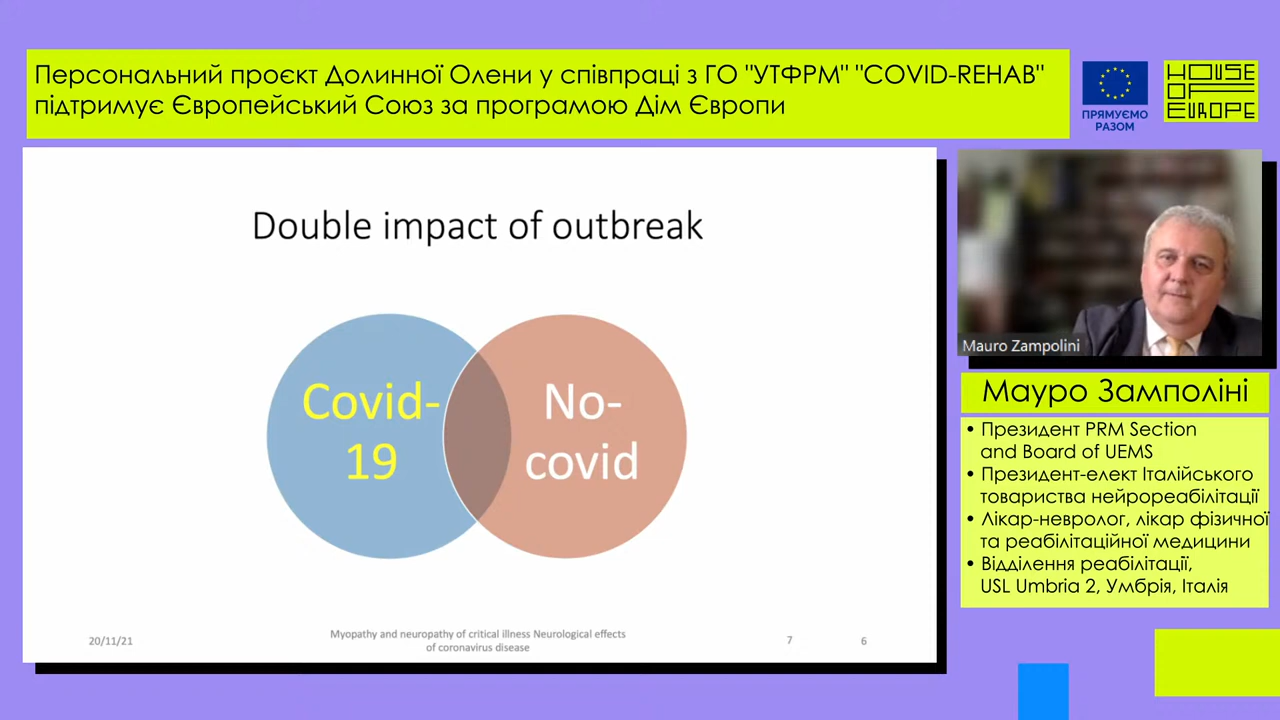 Персональний проєкт Долинної Олени у співпраці з ГО "УТФРМ" "COVID-REHAB"
підтримує Європейський Союз за програмою Дім Європи
ПРЯМУЄМО
РАЗОМ
HOUSE
OF
EUROPE
Double impact of outbreak
Covid-
19
No-
covid
20/11/21
Myopathy and neuropathy of critical illness Neurological effects
of coronavirus disease
7
6
Mauro Zampolini
Мауро Замполіні
• Президент PRM Section
and Board of UEMS
• Президент-елект Італійського
товариства нейрореабілітації
• Лікар-невролог, лікар фізичної
та реабілітаційної медицини
• Відділення реабілітації,
USL Umbria 2, Умбрія, Італія